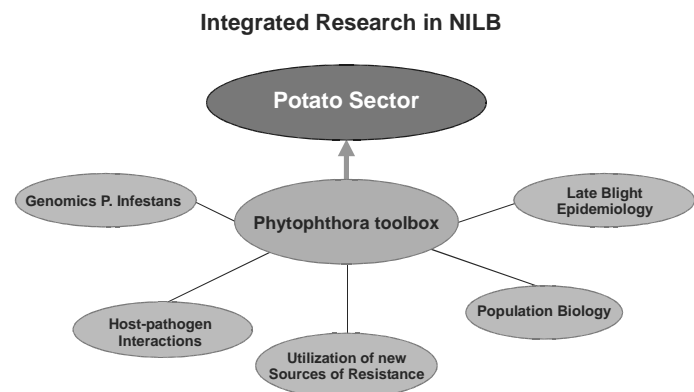 Integrated Research in NILB
Potato Sector
Genomics P. Infestans
Phytophthora toolbox
Late Blight
Epidemiology
Host-pathogen
Interactions
Utilization of new
Sources of Resistance
Population Biology